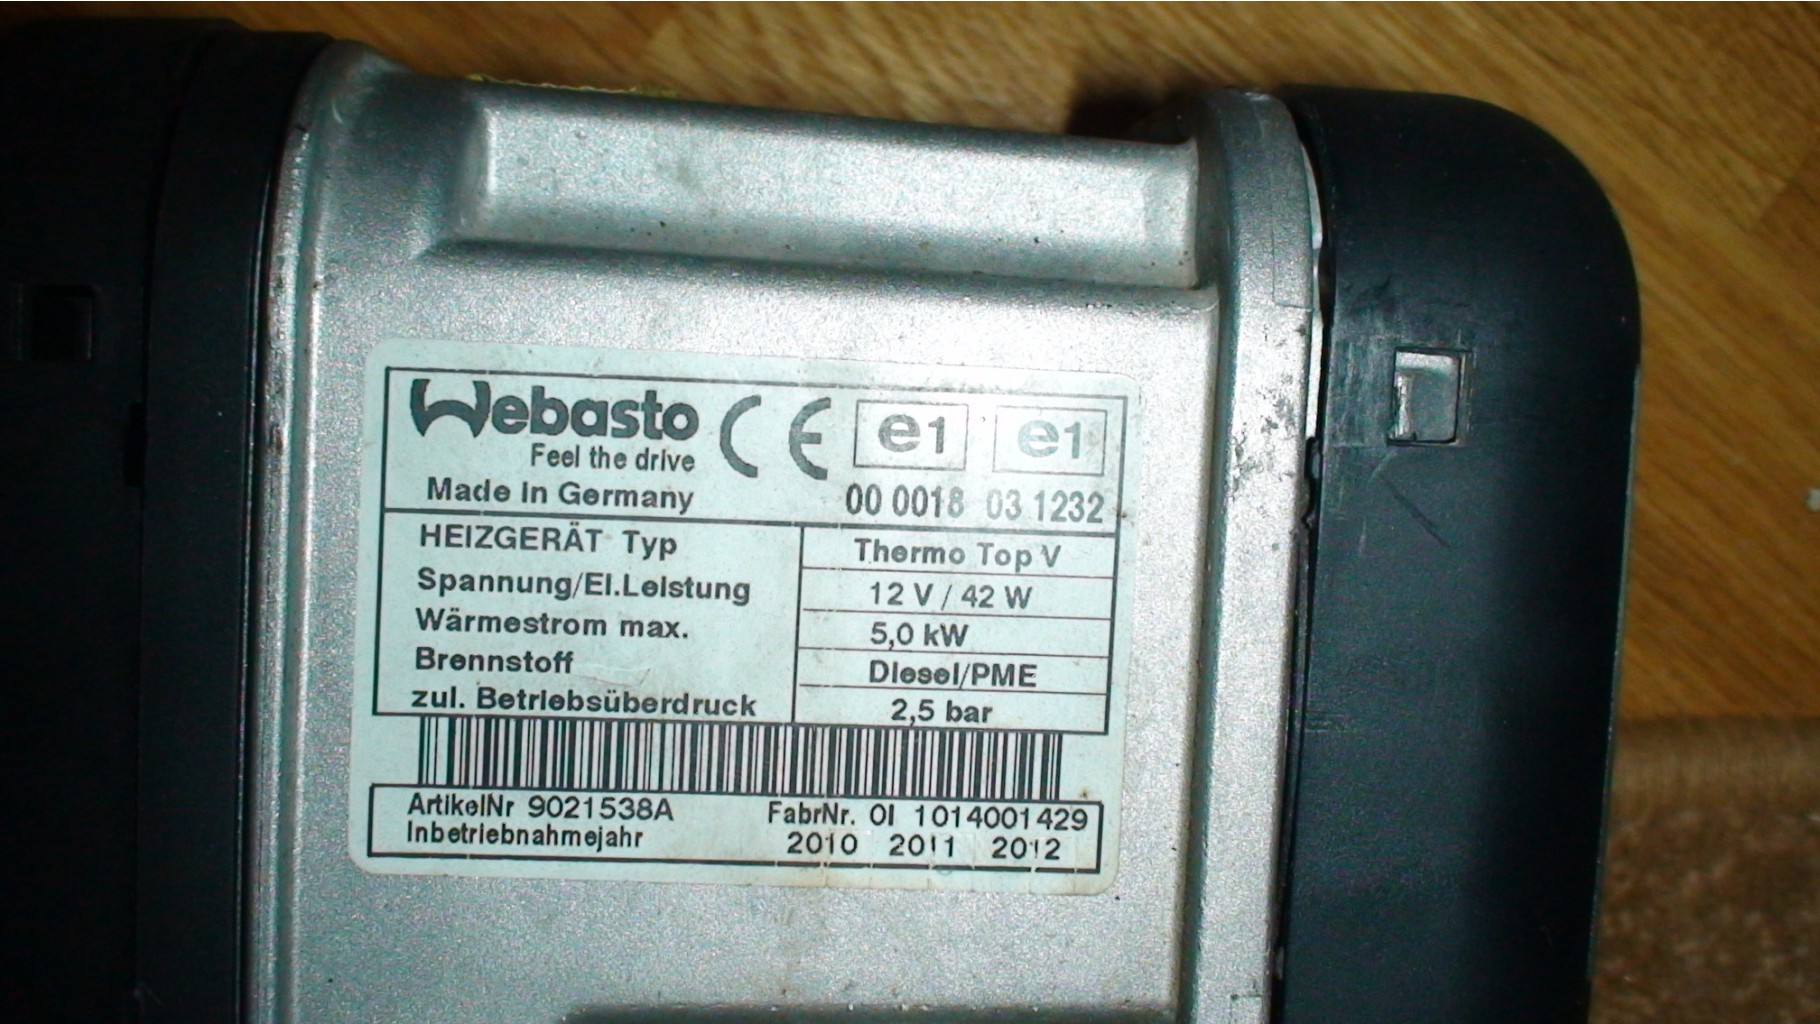 Webasto CE e1 e1
Feel the drive
Made in Germany 00 0018 03 1232
HEIZGERÄT Typ Thermo Top V
Spannung/El.Leistung 12 V / 42 W
Wärmestrom max. 5,0 kW
Brennstoff Diesel/PME
zul. Betriebsüberdruck 2,5 bar
ArtikelNr 9021538A FabrNr. OI 1014001429
Inbetriebnahmejahr 2010 2011 2012